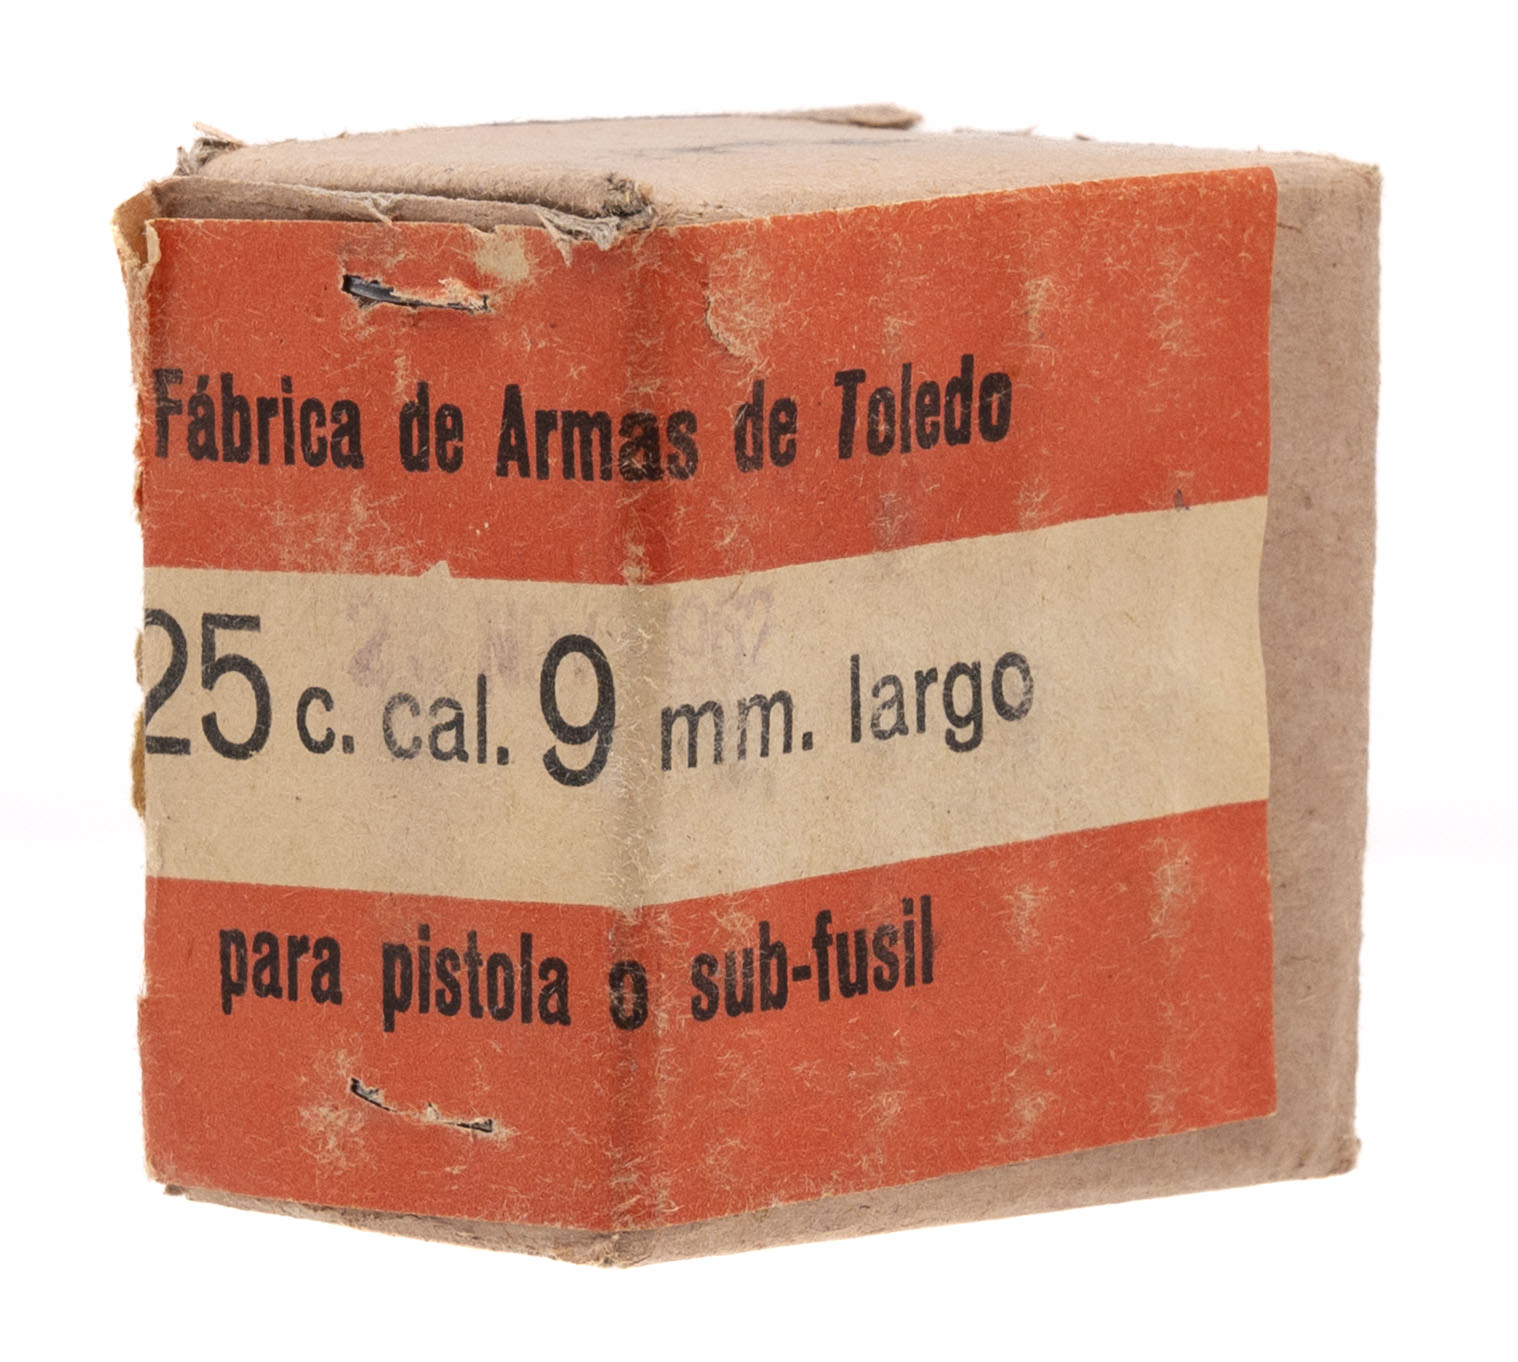 Fábrica de Armas de Toledo
25 c. cal. 9 mm. largo
para pistola o sub-fusil